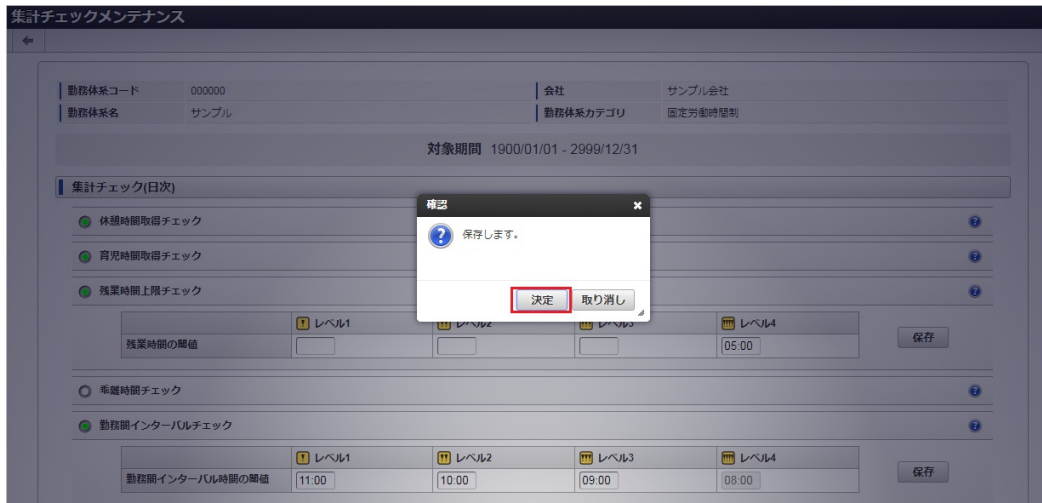 集計チェックメンテナンス
勤務体系コード 000000 会社 サンプル会社
勤務体系名 サンプル 勤務体系カテゴリ 固定労働時間制
対象期間 1900/01/01 - 2999/12/31
集計チェック(日次)
確認
保存します。
決定 取り消し
休憩時間取得チェック
育児時間取得チェック
残業時間上限チェック
レベル1 レベル2 レベル3 レベル4
残業時間の閾値 05:00 保存
乖離時間チェック
勤務間インターバルチェック
レベル1 レベル2 レベル3 レベル4
勤務間インターバル時間の閾値 11:00 10:00 09:00 08:00 保存